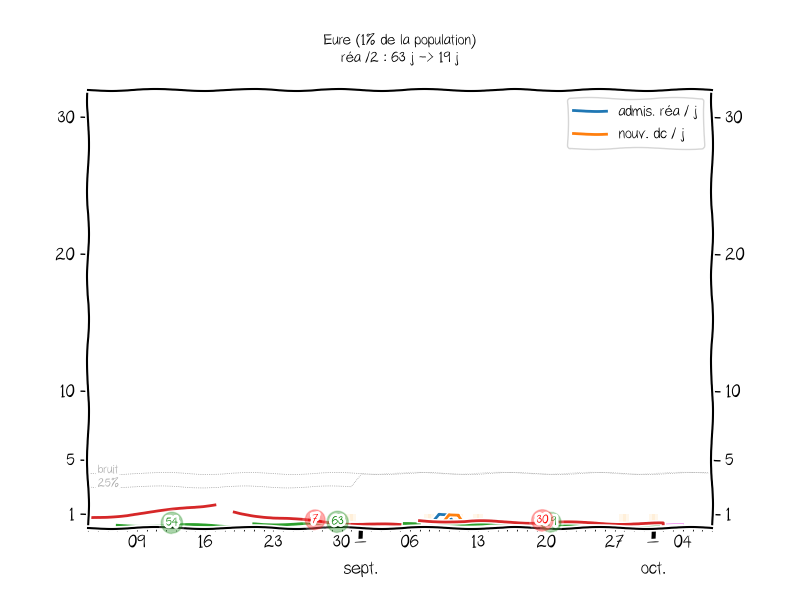 Eure (1% de la population)
réa /2 : 63 j -> 19 j
30 30
admis. réa / j
nouv. dc / j
20 20
10 10
5 5
bruit
25%
1 1
54 7 63 30
09 16 23 30 06 13 20 27 04
sept. oct.